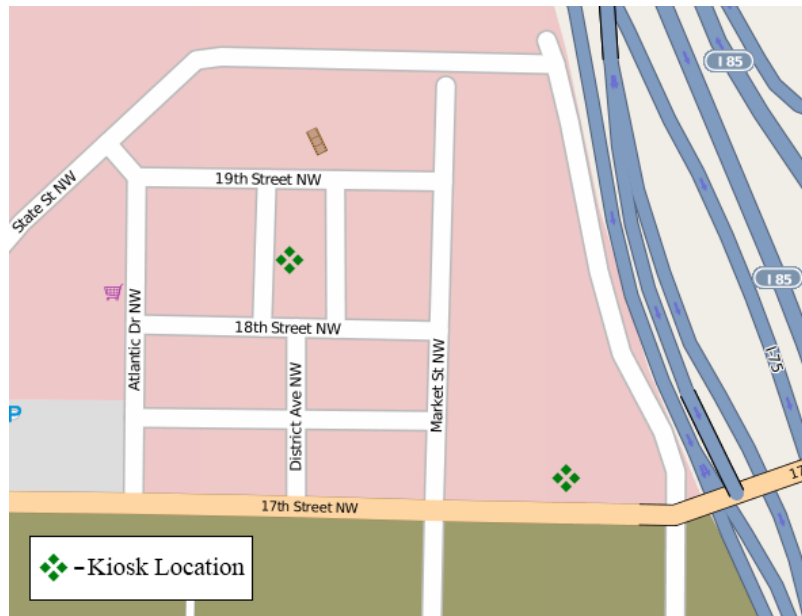 I 85
State St NW
19th Street NW
I 85
Atlantic Dr NW
18th Street NW
District Ave NW
Market St NW
I-75
P
17th Street NW
17
– Kiosk Location